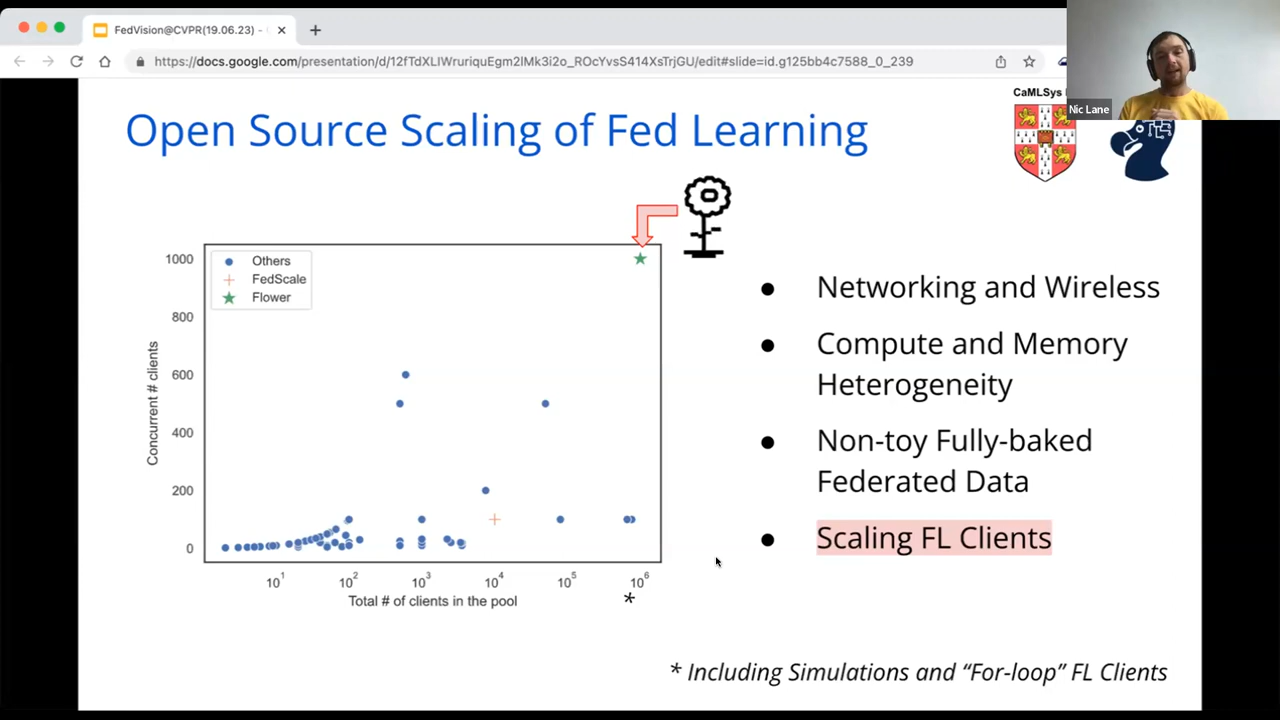 FedVision@CVPR(19.06.23) -
https://docs.google.com/presentation/d/12fTdXLIWruriquEgm2lMk3i2o_ROcYvsS414XsTrjGU/edit#slide=id.g125bb4c7588_0_239
Nic Lane
CaMLSys
Open Source Scaling of Fed Learning
Others
FedScale
Flower
1000
800
600
400
200
0
Concurrent # clients
10¹
10²
10³
10⁴
10⁵
10⁶
Total # of clients in the pool
*
● Networking and Wireless
● Compute and Memory
Heterogeneity
● Non-toy Fully-baked
Federated Data
● Scaling FL Clients
* Including Simulations and “For-loop” FL Clients